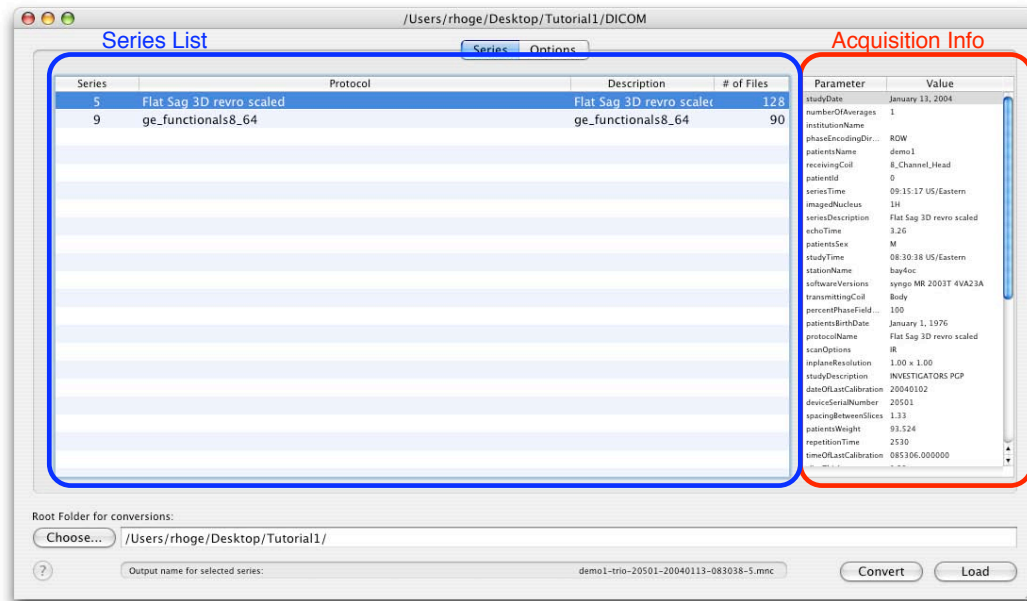 /Users/rhoge/Desktop/Tutorial1/DICOM
Series List
Acquisition Info
Series Options
Series Protocol Description # of Files
5 Flat Sag 3D revro scaled Flat Sag 3D revro scaled 128
9 ge_functionals8_64 ge_functionals8_64 90
Parameter Value
studyDate January 13, 2004
numberOfAverages 1
institutionName
phaseEncodingDir... ROW
patientsName demo1
receivingCoil 8_Channel_Head
patientId 0
seriesTime 09:15:17 US/Eastern
imagedNucleus 1H
seriesDescription Flat Sag 3D revro scaled
echoTime 3.26
patientsSex M
studyTime 08:30:38 US/Eastern
stationName bay4oc
softwareVersions syngo MR 2003T 4VA23A
transmittingCoil Body
percentPhaseField... 100
patientsBirthDate January 1, 1976
protocolName Flat Sag 3D revro scaled
scanOptions IR
inplaneResolution 1.00 x 1.00
studyDescription INVESTIGATORS PGP
dateOfLastCalibration 20040102
deviceSerialNumber 20501
spacingBetweenSlices 1.33
patientsWeight 93.524
repetitionTime 2530
timeOfLastCalibration 085306.000000
Root Folder for conversions:
Choose... /Users/rhoge/Desktop/Tutorial1/
? Output name for selected series: demo1-trio-20501-20040113-083038-5.mnc
Convert Load